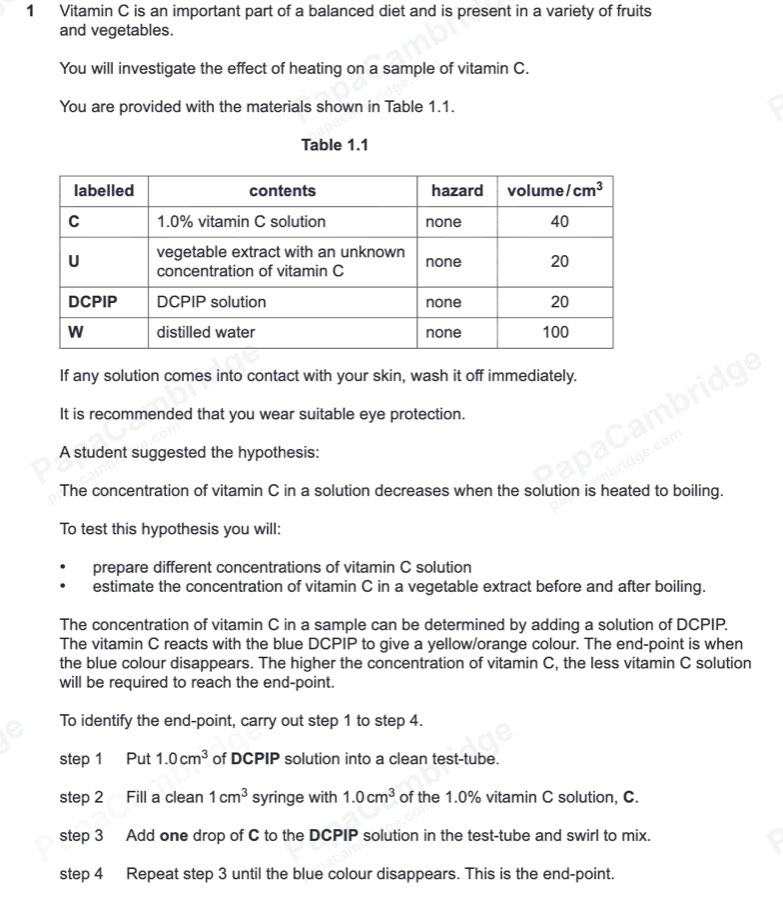 1 Vitamin C is an important part of a balanced diet and is present in a variety of fruits
and vegetables.
You will investigate the effect of heating on a sample of vitamin C.
You are provided with the materials shown in Table 1.1.
Table 1.1
labelled contents hazard volume/cm³
C 1.0% vitamin C solution none 40
U vegetable extract with an unknown concentration of vitamin C none 20
DCPIP DCPIP solution none 20
W distilled water none 100
If any solution comes into contact with your skin, wash it off immediately.
It is recommended that you wear suitable eye protection.
A student suggested the hypothesis:
The concentration of vitamin C in a solution decreases when the solution is heated to boiling.
To test this hypothesis you will:
• prepare different concentrations of vitamin C solution
• estimate the concentration of vitamin C in a vegetable extract before and after boiling.
The concentration of vitamin C in a sample can be determined by adding a solution of DCPIP.
The vitamin C reacts with the blue DCPIP to give a yellow/orange colour. The end-point is when
the blue colour disappears. The higher the concentration of vitamin C, the less vitamin C solution
will be required to reach the end-point.
To identify the end-point, carry out step 1 to step 4.
step 1 Put 1.0 cm³ of DCPIP solution into a clean test-tube.
step 2 Fill a clean 1 cm³ syringe with 1.0 cm³ of the 1.0% vitamin C solution, C.
step 3 Add one drop of C to the DCPIP solution in the test-tube and swirl to mix.
step 4 Repeat step 3 until the blue colour disappears. This is the end-point.
PapaCambridge
PapaCambridge